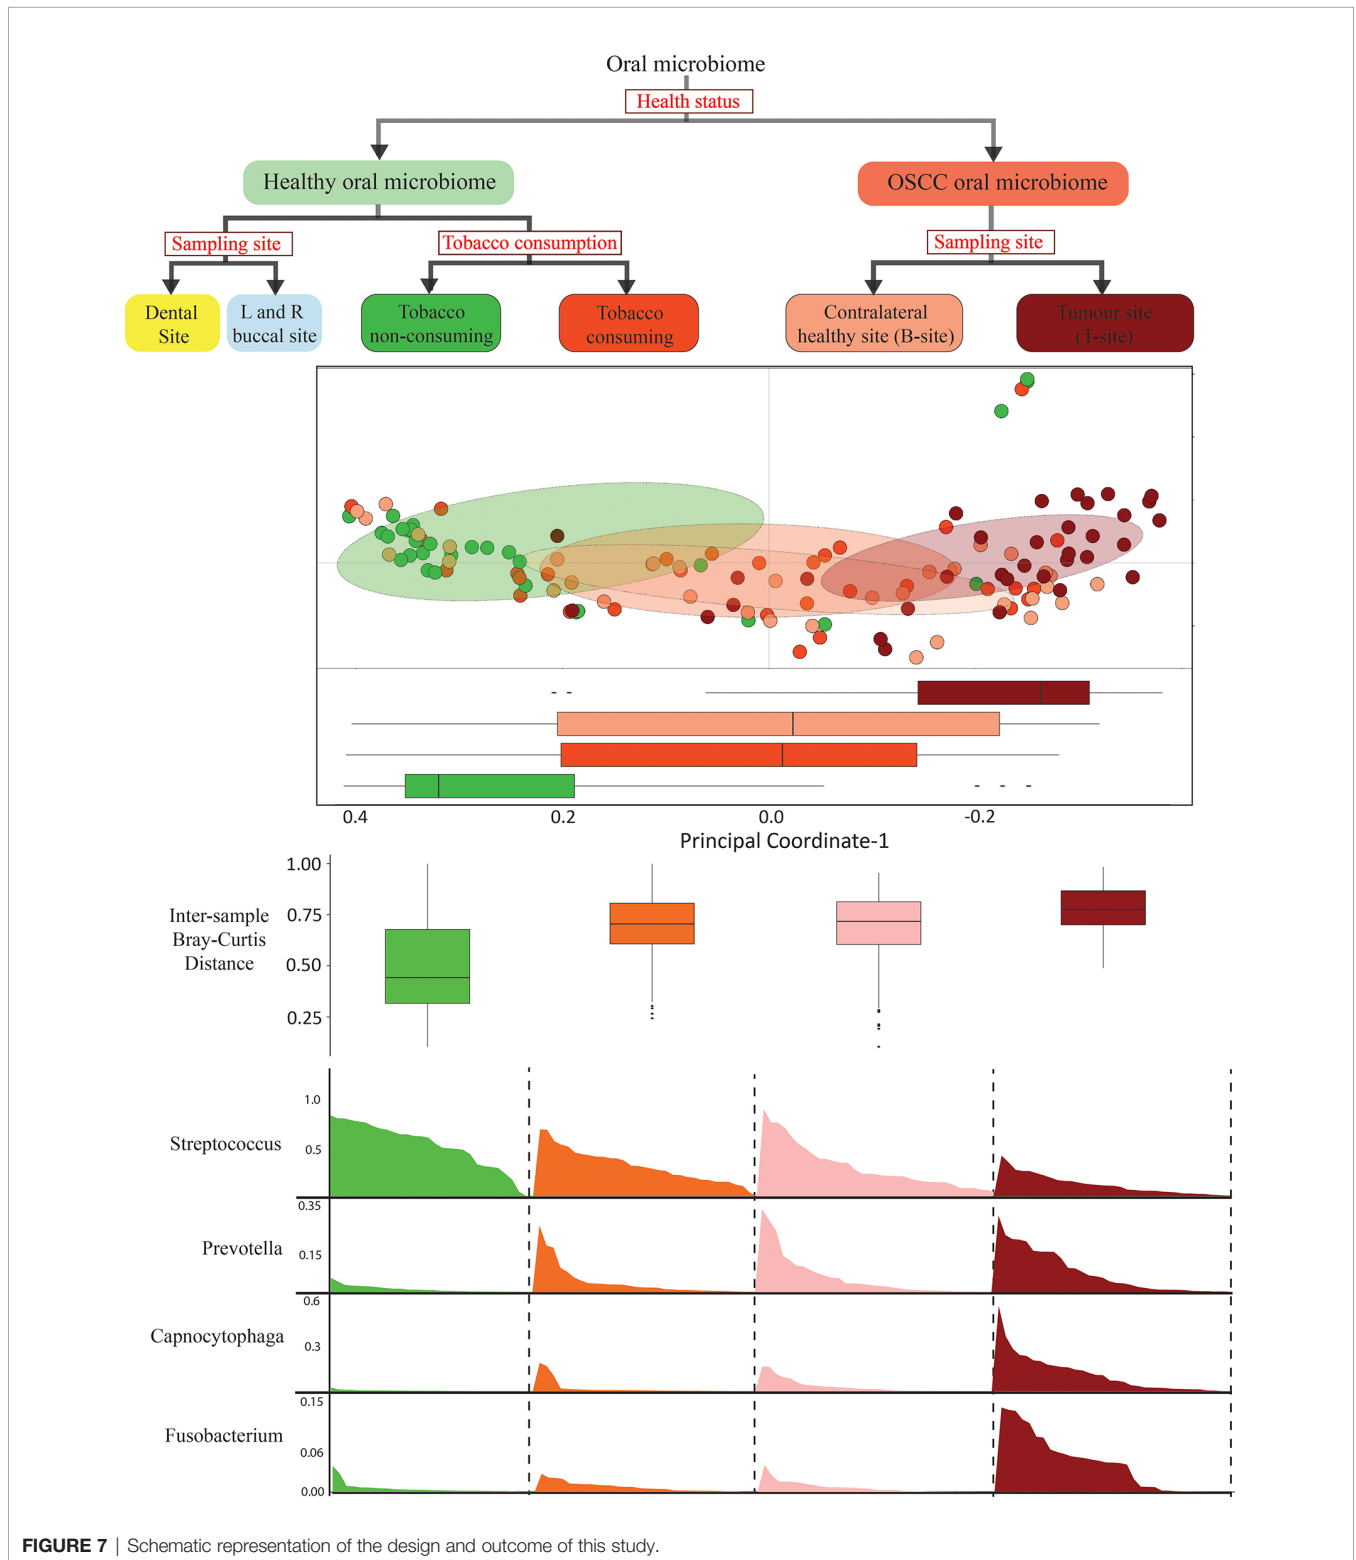 Oral microbiome
Health status
Healthy oral microbiome
OSCC oral microbiome
Sampling site
Tobacco consumption
Sampling site
Dental
Site
L and R
buccal site
Tobacco
non-consuming
Tobacco
consuming
Contralateral
healthy site (B-site)
Tumour site
(T-site)
0.4
0.2
0.0
-0.2
Principal Coordinate-1
Inter-sample
Bray-Curtis
Distance
1.00
0.75
0.50
0.25
Streptococcus
1.0
0.5
Prevotella
0.35
0.15
Capnocytophaga
0.6
0.3
Fusobacterium
0.15
0.06
0.00
FIGURE 7 | Schematic representation of the design and outcome of this study.